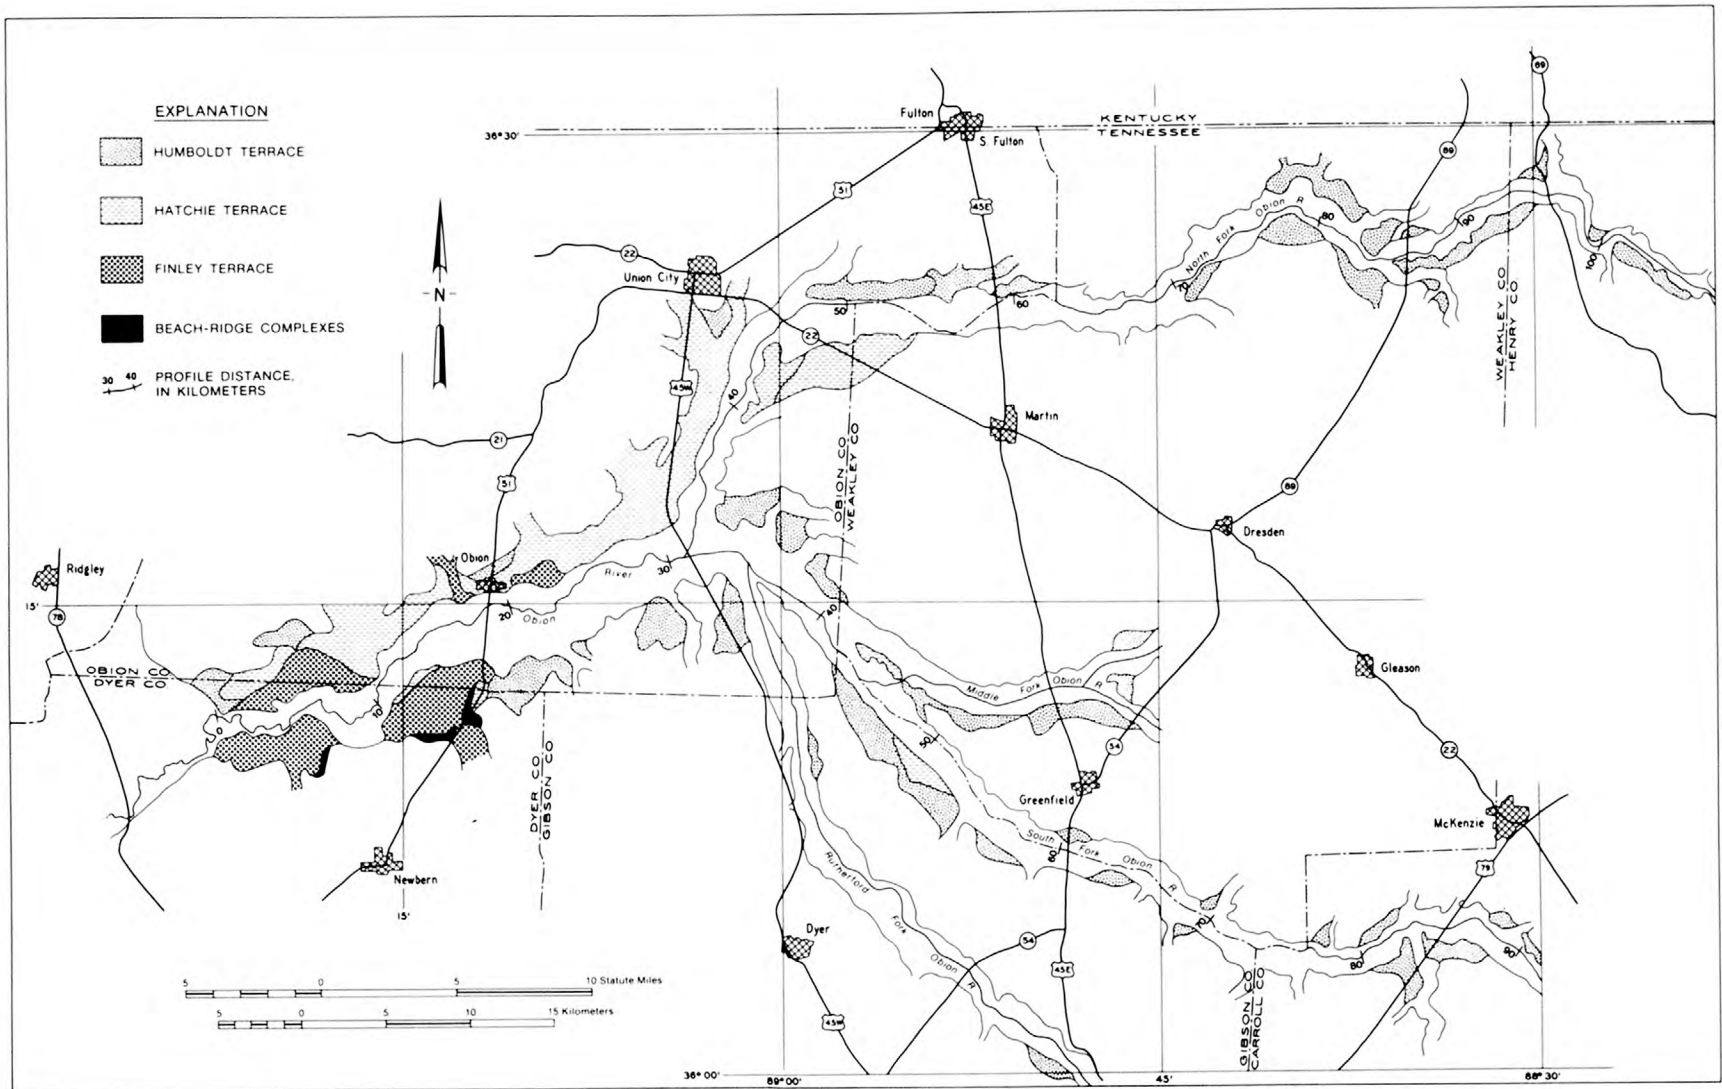 EXPLANATION
HUMBOLDT TERRACE
HATCHIE TERRACE
FINLEY TERRACE
BEACH-RIDGE COMPLEXES
30 40
PROFILE DISTANCE,
IN KILOMETERS
N
36° 30'
KENTUCKY
TENNESSEE
Fulton
S. Fulton
51
45E
89
69
22
Union City
45W
22
50
60
North Fork Obion R
70
80
90
100
WEAKLEY CO
HENRY CO
40
Martin
21
51
OBION CO
WEAKLEY CO
89
Dresden
Ridgley
15'
78
Obion
20
Obion River
30
40
OBION CO
DYER CO
10
0
Middle Fork Obion R
Gleason
50
54
22
Greenfield
South Fork Obion R
60
McKenzie
79
DYER CO
GIBSON CO
Newbern
15'
Rutherford Fork Obion R
Dyer
54
45E
45W
70
80
90
GIBSON CO
CARROLL CO
5 0 5 10 Statute Miles
5 0 5 10 15 Kilometers
36° 00'
89° 00'
45'
88° 30'